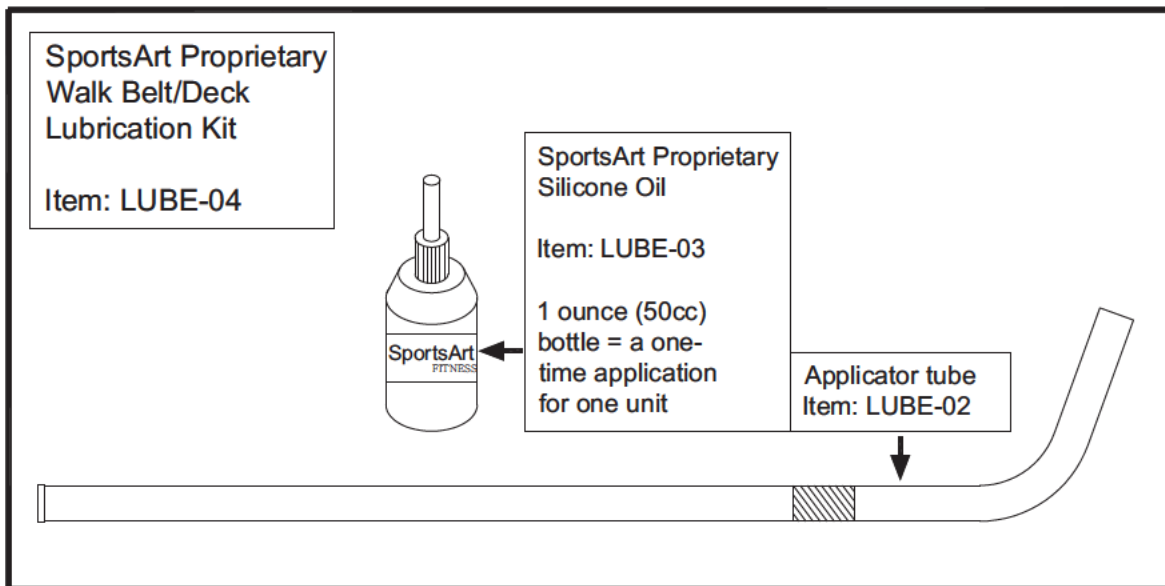 SportsArt Proprietary
Walk Belt/Deck
Lubrication Kit
Item: LUBE-04
SportsArt Proprietary
Silicone Oil
Item: LUBE-03
1 ounce (50cc)
bottle = a one-
time application
for one unit
SportsArt
FITNESS
Applicator tube
Item: LUBE-02